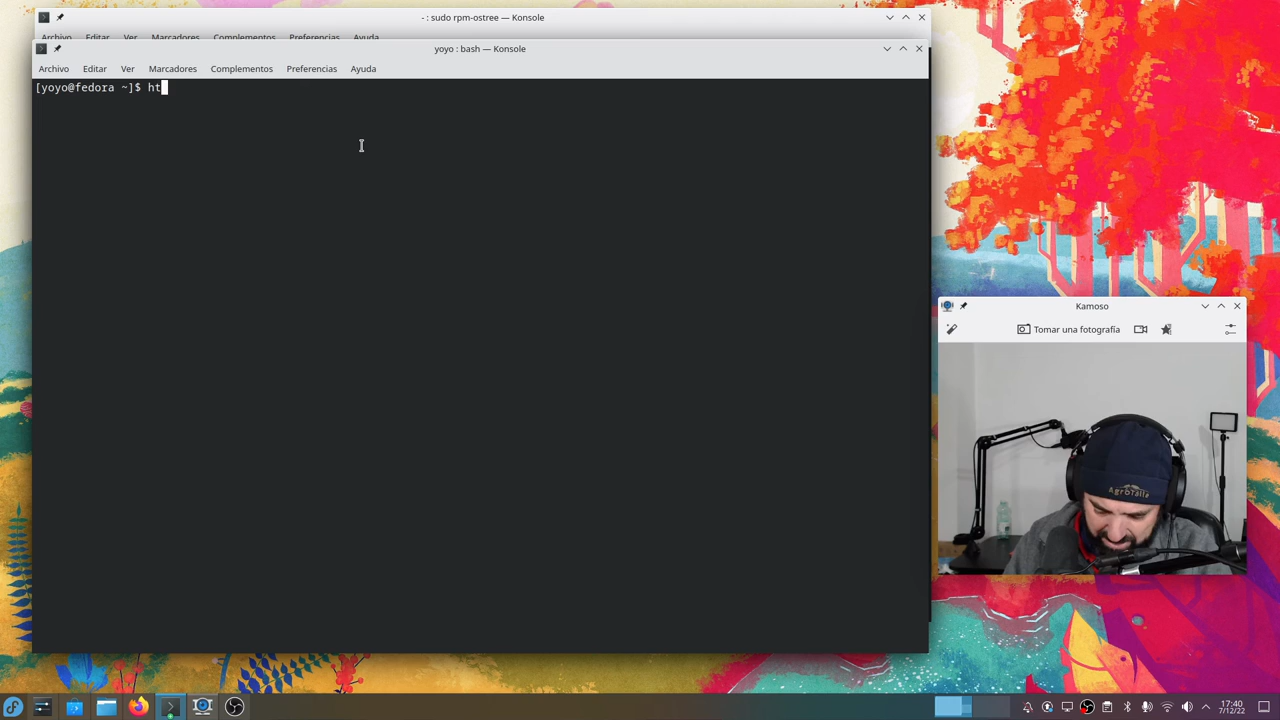 - : sudo rpm-ostree — Konsole
Archivo Editar Ver Marcadores Complementos Preferencias Ayuda
yoyo : bash — Konsole
Archivo Editar Ver Marcadores Complementos Preferencias Ayuda
[yoyo@fedora ~]$ ht
Kamoso
Tomar una fotografía
AgroTalla
17:40
7/12/22